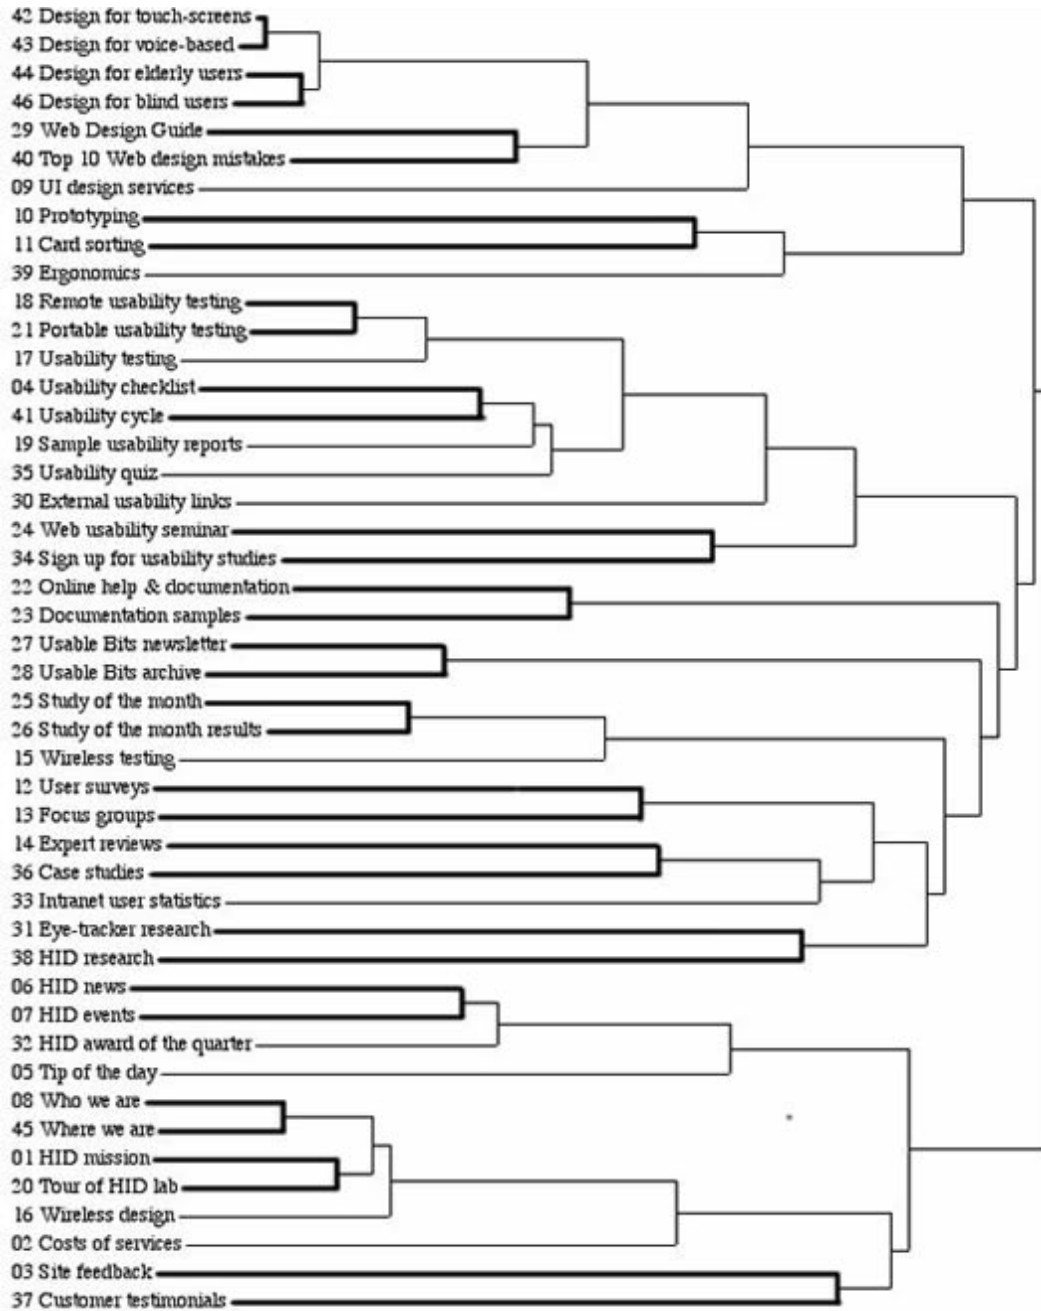 42 Design for touch-screens
43 Design for voice-based
44 Design for elderly users
46 Design for blind users
29 Web Design Guide
40 Top 10 Web design mistakes
09 UI design services
10 Prototyping
11 Card sorting
39 Ergonomics
18 Remote usability testing
21 Portable usability testing
17 Usability testing
04 Usability checklist
41 Usability cycle
19 Sample usability reports
35 Usability quiz
30 External usability links
24 Web usability seminar
34 Sign up for usability studies
22 Online help & documentation
23 Documentation samples
27 Usable Bits newsletter
28 Usable Bits archive
25 Study of the month
26 Study of the month results
15 Wireless testing
12 User surveys
13 Focus groups
14 Expert reviews
36 Case studies
33 Intranet user statistics
31 Eye-tracker research
38 HID research
06 HID news
07 HID events
32 HID award of the quarter
05 Tip of the day
08 Who we are
45 Where we are
01 HID mission
20 Tour of HID lab
16 Wireless design
02 Costs of services
03 Site feedback
37 Customer testimonials